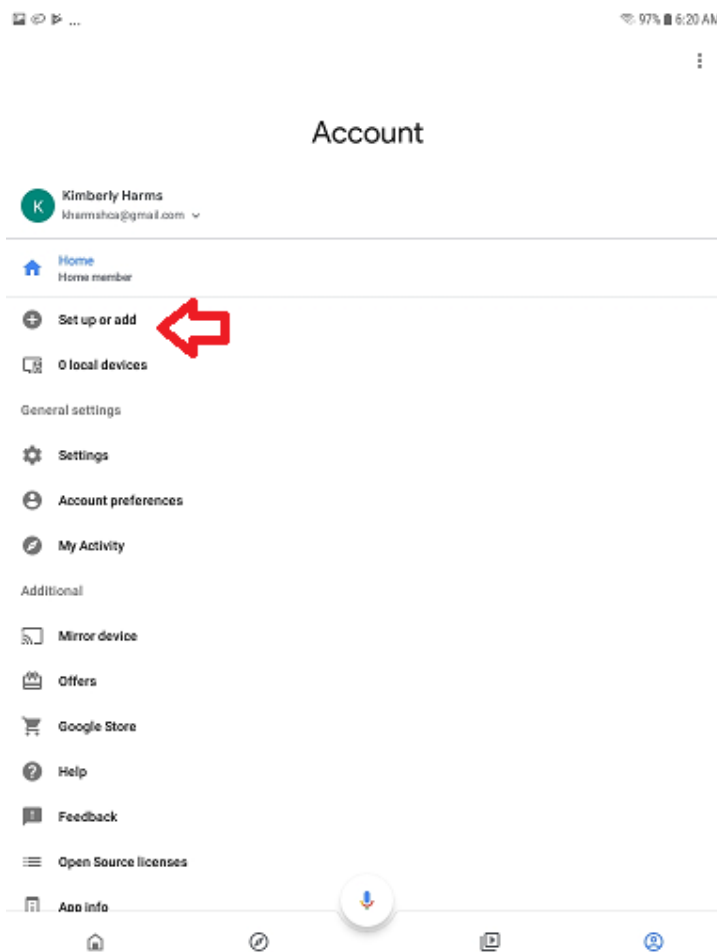 ... 97% 6:20 AM
Account
K
Kimberly Harms
kharmshca@gmail.com
Home
Home member
Set up or add
0 local devices
General settings
Settings
Account preferences
My Activity
Additional
Mirror device
Offers
Google Store
Help
Feedback
Open Source licenses
App info